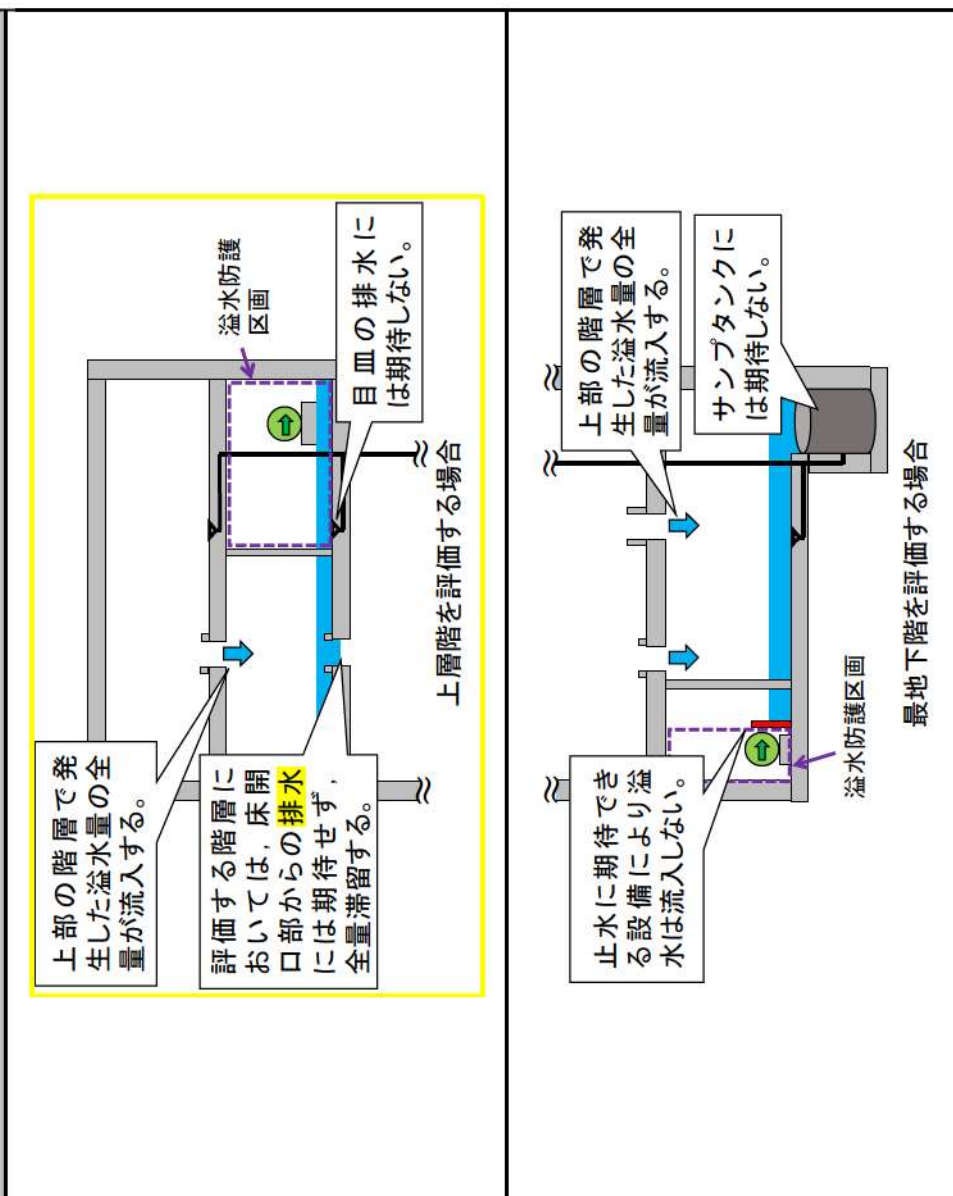 上部の階層で発
生した溢水量の全
量が流入する。
評価する階層に
おいては，床開
口部からの排水
には期待せず，
全量滞留する。
溢水防護
区画
目皿の排水に
は期待しない。
上層階を評価する場合
上部の階層で発
生した溢水量の全
量が流入する。
サンプタンクに
は期待しない。
止水に期待でき
る設備により溢
水は流入しない。
溢水防護区画
最地下階を評価する場合